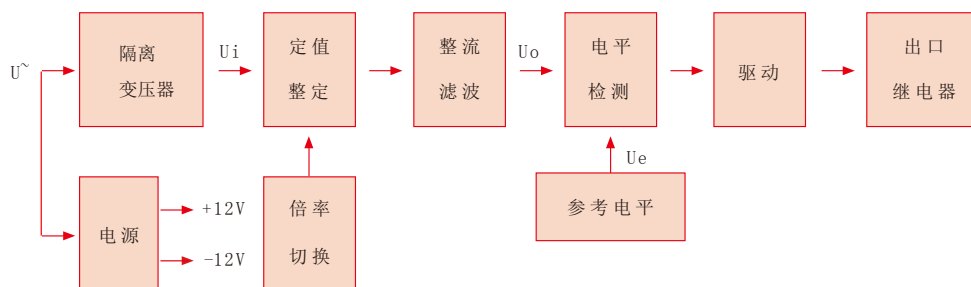 U~
隔离
变压器
Ui
定值
整定
整流
滤波
Uo
电平
检测
驱动
出口
继电器
Ue
电源
+12V
-12V
倍率
切换
参考电平